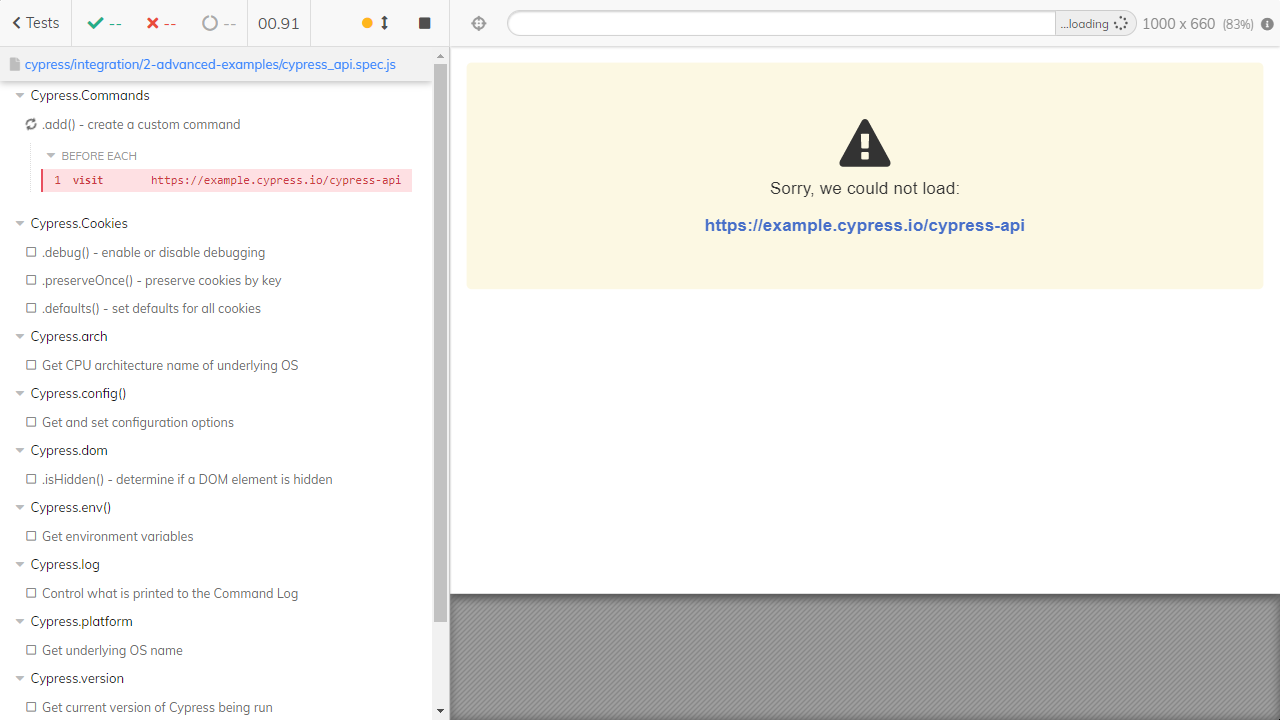 Tests
--
--
--
00.91
...loading
1000 x 660 (83%)
cypress/integration/2-advanced-examples/cypress_api.spec.js
Cypress.Commands
.add() - create a custom command
BEFORE EACH
1 visit https://example.cypress.io/cypress-api
Cypress.Cookies
.debug() - enable or disable debugging
.preserveOnce() - preserve cookies by key
.defaults() - set defaults for all cookies
Cypress.arch
Get CPU architecture name of underlying OS
Cypress.config()
Get and set configuration options
Cypress.dom
.isHidden() - determine if a DOM element is hidden
Cypress.env()
Get environment variables
Cypress.log
Control what is printed to the Command Log
Cypress.platform
Get underlying OS name
Cypress.version
Get current version of Cypress being run
Sorry, we could not load:
https://example.cypress.io/cypress-api